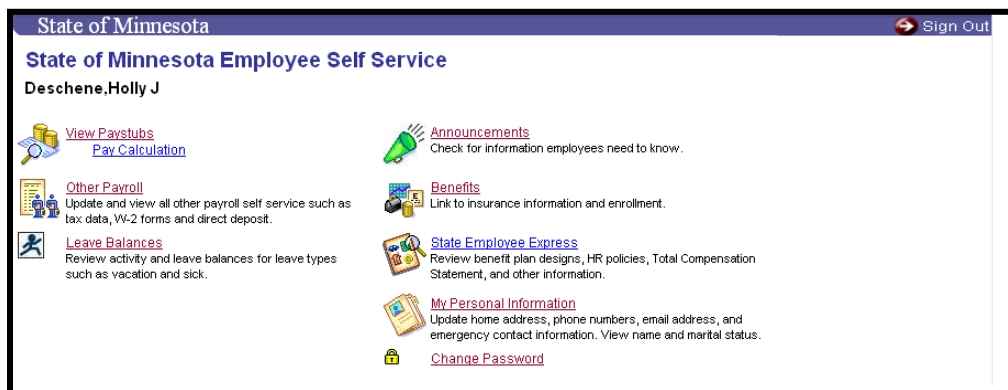 State of Minnesota
Sign Out
State of Minnesota Employee Self Service
Deschene,Holly J
View Paystubs
Pay Calculation
Other Payroll
Update and view all other payroll self service such as
tax data, W-2 forms and direct deposit.
Leave Balances
Review activity and leave balances for leave types
such as vacation and sick.
Announcements
Check for information employees need to know.
Benefits
Link to insurance information and enrollment.
State Employee Express
Review benefit plan designs, HR policies, Total Compensation
Statement, and other information.
My Personal Information
Update home address, phone numbers, email address, and
emergency contact information. View name and marital status.
Change Password